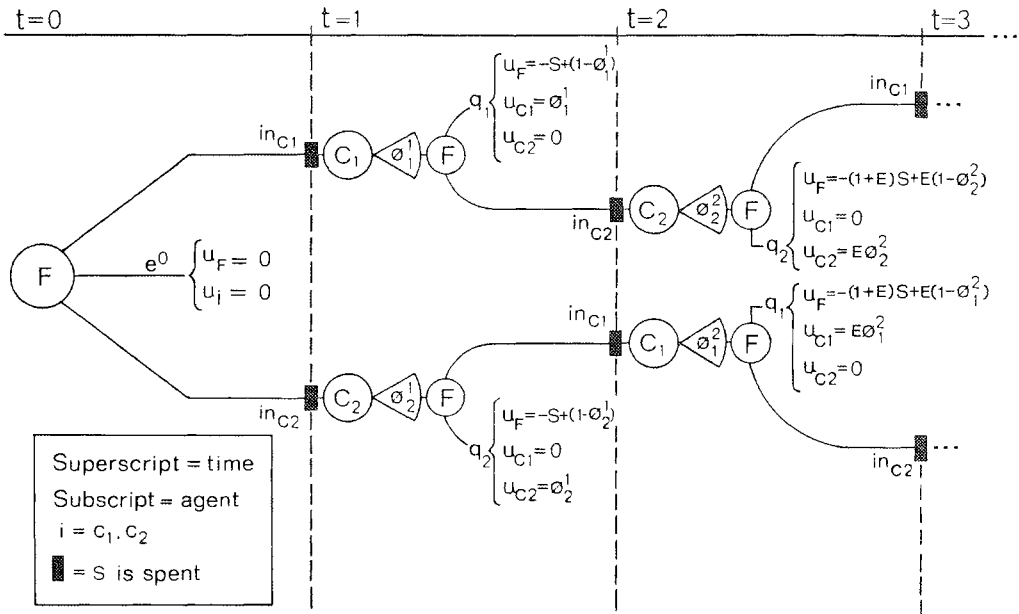 t=0
t=1
t=2
t=3
...
in_C1
C_1
ø_1^1
F
q_1
u_F=-S+(1-ø_1^1)
u_C1=ø_1^1
u_C2=0
in_C2
C_2
ø_2^2
F
in_C1
...
q_2
u_F=-(1+E)S+E(1-ø_2^2)
u_C1=0
u_C2=Eø_2^2
F
e^0
u_F=0
u_i=0
in_C2
C_2
ø_2^1
F
q_2
u_F=-S+(1-ø_2^1)
u_C1=0
u_C2=ø_2^1
in_C1
C_1
ø_1^2
F
q_1
u_F=-(1+E)S+E(1-ø_1^2)
u_C1=Eø_1^2
u_C2=0
in_C2
...
Superscript = time
Subscript = agent
i = C_1. C_2
= S is spent